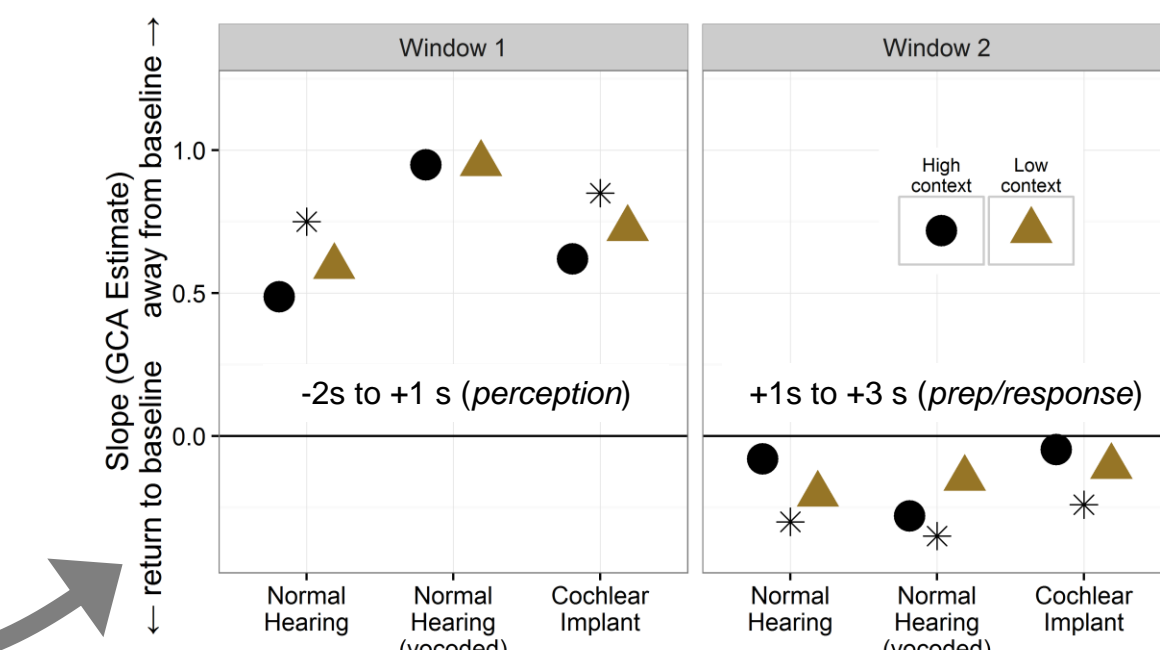 Slope (GCA Estimate)
← return to baseline    away from baseline →
Window 1
Window 2
1.0
0.5
0.0
High
context
Low
context
-2s to +1 s (perception)
+1s to +3 s (prep/response)
Normal
Hearing
Normal
Hearing
(vocoded)
Cochlear
Implant
Normal
Hearing
Normal
Hearing
(vocoded)
Cochlear
Implant